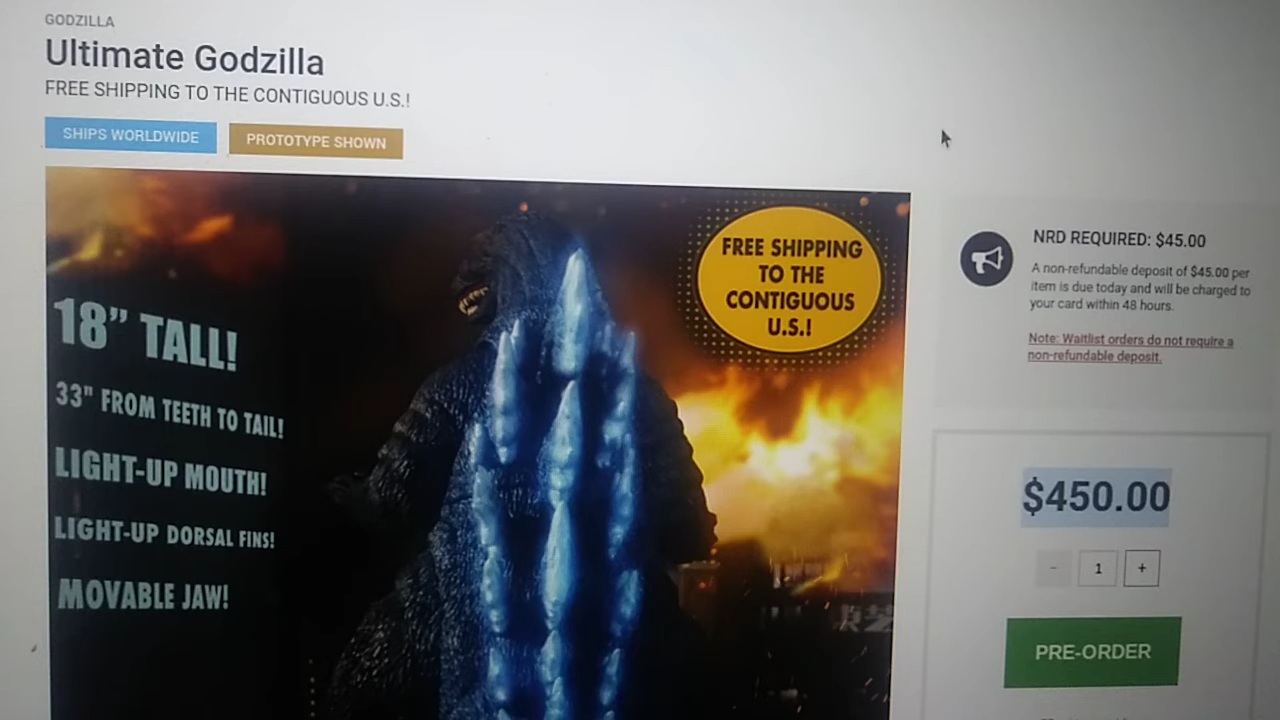 GODZILLA
Ultimate Godzilla
FREE SHIPPING TO THE CONTIGUOUS U.S.!
SHIPS WORLDWIDE
PROTOTYPE SHOWN
18” TALL!
33" FROM TEETH TO TAIL!
LIGHT-UP MOUTH!
LIGHT-UP DORSAL FINS!
MOVABLE JAW!
FREE SHIPPING
TO THE
CONTIGUOUS
U.S.!
NRD REQUIRED: $45.00
A non-refundable deposit of $45.00 per
item is due today and will be charged to
your card within 48 hours.
Note: Waitlist orders do not require a
non-refundable deposit.
$450.00
- 1 +
PRE-ORDER